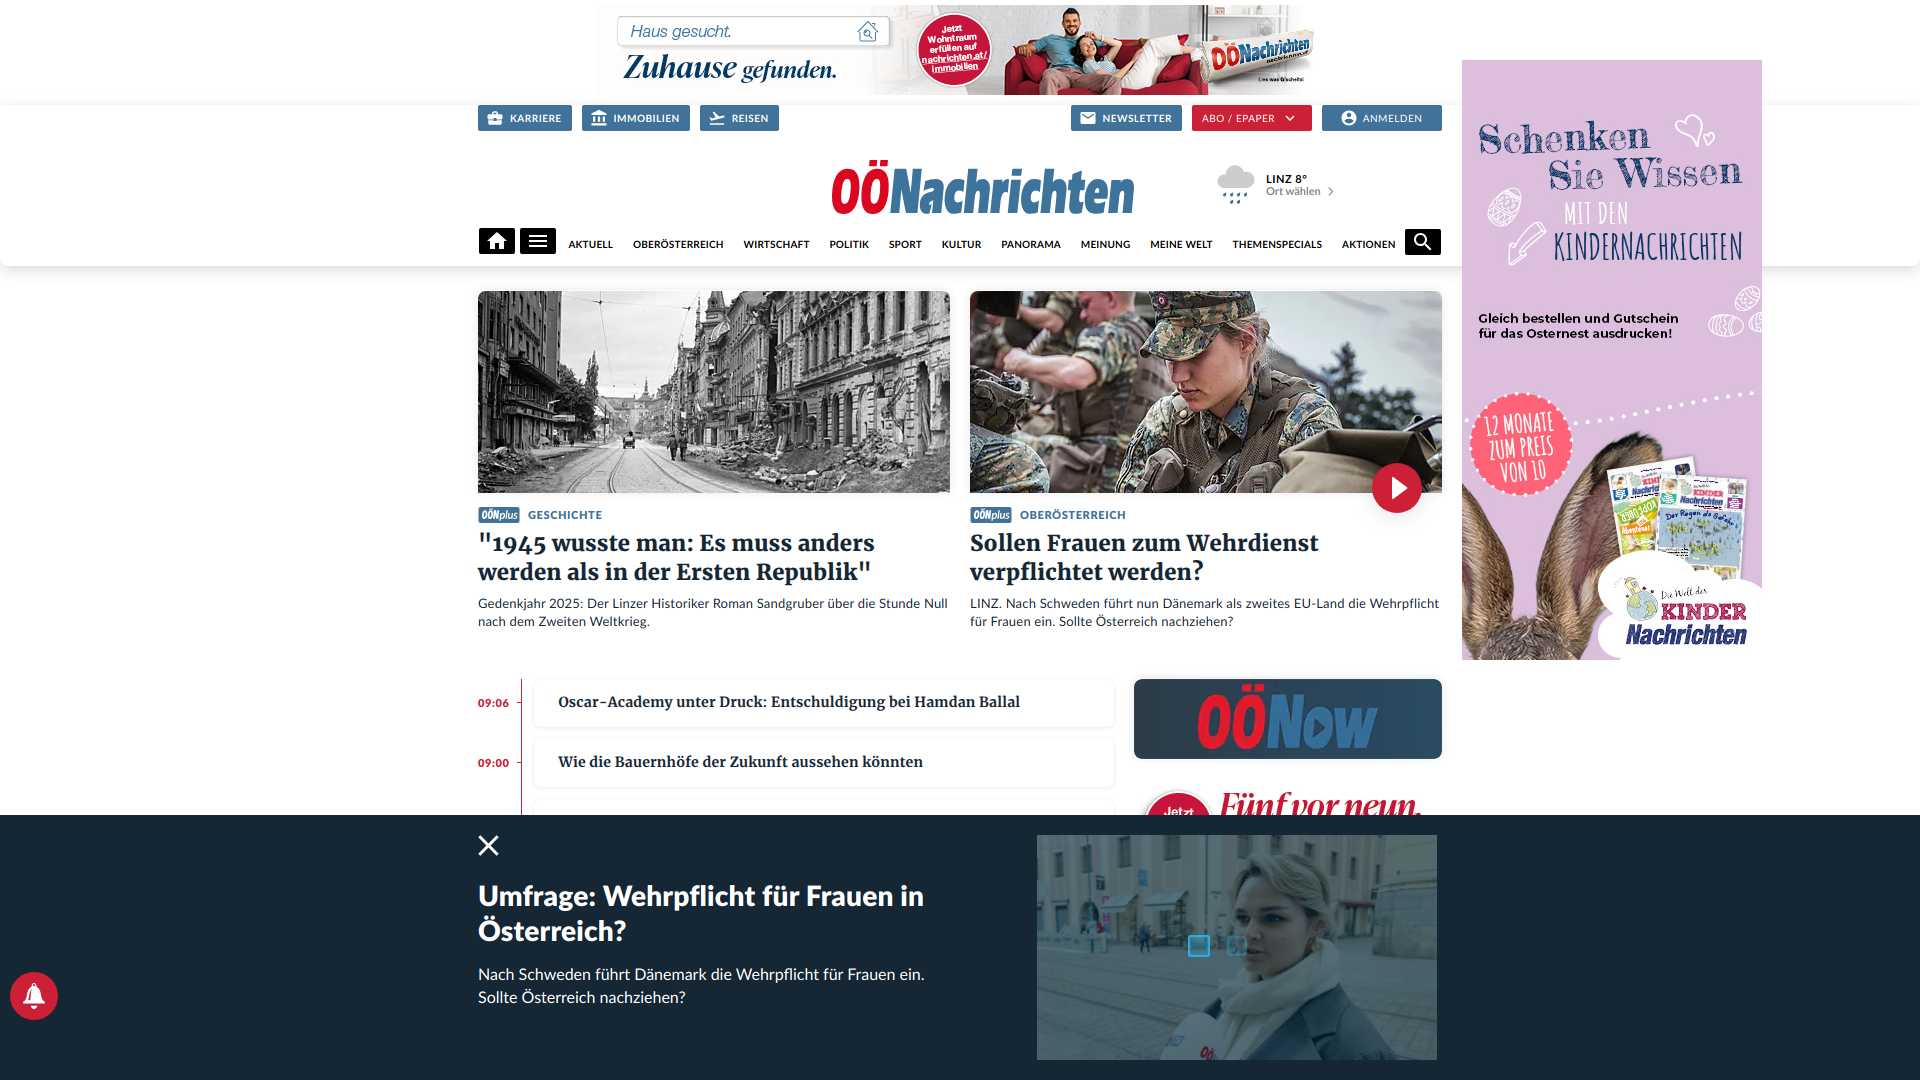 Haus gesucht.
Zuhause gefunden.
Jetzt
Wohntraum
erfüllen auf
nachrichten.at/
immobilien
OÖNachrichten
Lies was Gscheits!
KARRIERE
IMMOBILIEN
REISEN
NEWSLETTER
ABO / EPAPER
ANMELDEN
OÖNachrichten
LINZ 8°
Ort wählen
AKTUELL
OBERÖSTERREICH
WIRTSCHAFT
POLITIK
SPORT
KULTUR
PANORAMA
MEINUNG
MEINE WELT
THEMENSPECIALS
AKTIONEN
Schenken
Sie Wissen
MIT DEN
KINDERNACHRICHTEN
Gleich bestellen und Gutschein
für das Osternest ausdrucken!
12 MONATE
ZUM PREIS
VON 10
Die Welt der
KINDER
Nachrichten
OÖNplus GESCHICHTE
"1945 wusste man: Es muss anders
werden als in der Ersten Republik"
Gedenkjahr 2025: Der Linzer Historiker Roman Sandgruber über die Stunde Null
nach dem Zweiten Weltkrieg.
OÖNplus OBERÖSTERREICH
Sollen Frauen zum Wehrdienst
verpflichtet werden?
LINZ. Nach Schweden führt nun Dänemark als zweites EU-Land die Wehrpflicht
für Frauen ein. Sollte Österreich nachziehen?
09:06 Oscar-Academy unter Druck: Entschuldigung bei Hamdan Ballal
09:00 Wie die Bauernhöfe der Zukunft aussehen könnten
OÖNow
Jetzt
Fünf vor neun.
Umfrage: Wehrpflicht für Frauen in
Österreich?
Nach Schweden führt Dänemark die Wehrpflicht für Frauen ein.
Sollte Österreich nachziehen?